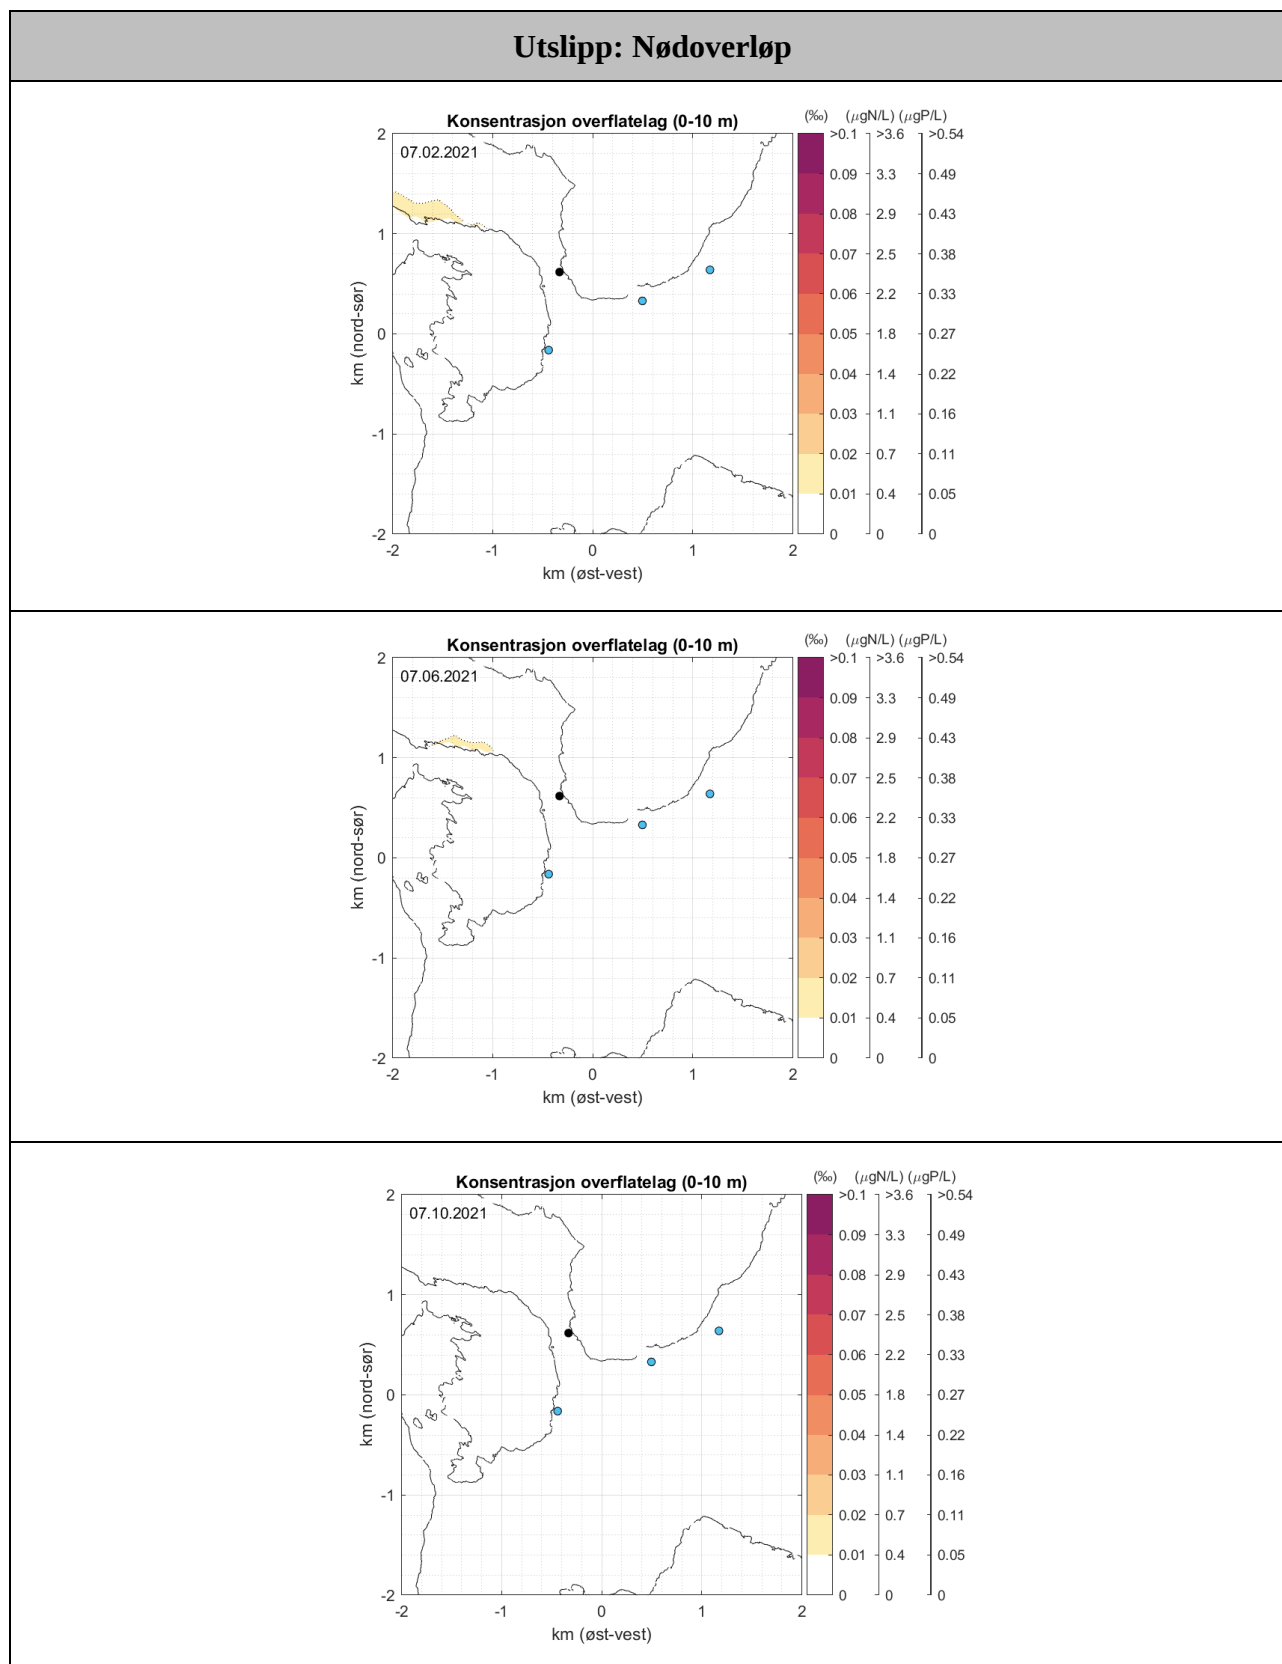 Utslipp: Nødoverløp
Konsentrasjon overflatelag (0-10 m)
(‰) (μgN/L) (μgP/L)
07.02.2021
2
1
0
-1
-2
km (nord-sør)
-2 -1 0 1 2
km (øst-vest)
>0.1 >3.6 >0.54
0.09 3.3 0.49
0.08 2.9 0.43
0.07 2.5 0.38
0.06 2.2 0.33
0.05 1.8 0.27
0.04 1.4 0.22
0.03 1.1 0.16
0.02 0.7 0.11
0.01 0.4 0.05
0 0 0
Konsentrasjon overflatelag (0-10 m)
(‰) (μgN/L) (μgP/L)
07.06.2021
2
1
0
-1
-2
km (nord-sør)
-2 -1 0 1 2
km (øst-vest)
>0.1 >3.6 >0.54
0.09 3.3 0.49
0.08 2.9 0.43
0.07 2.5 0.38
0.06 2.2 0.33
0.05 1.8 0.27
0.04 1.4 0.22
0.03 1.1 0.16
0.02 0.7 0.11
0.01 0.4 0.05
0 0 0
Konsentrasjon overflatelag (0-10 m)
(‰) (μgN/L) (μgP/L)
07.10.2021
2
1
0
-1
-2
km (nord-sør)
-2 -1 0 1 2
km (øst-vest)
>0.1 >3.6 >0.54
0.09 3.3 0.49
0.08 2.9 0.43
0.07 2.5 0.38
0.06 2.2 0.33
0.05 1.8 0.27
0.04 1.4 0.22
0.03 1.1 0.16
0.02 0.7 0.11
0.01 0.4 0.05
0 0 0